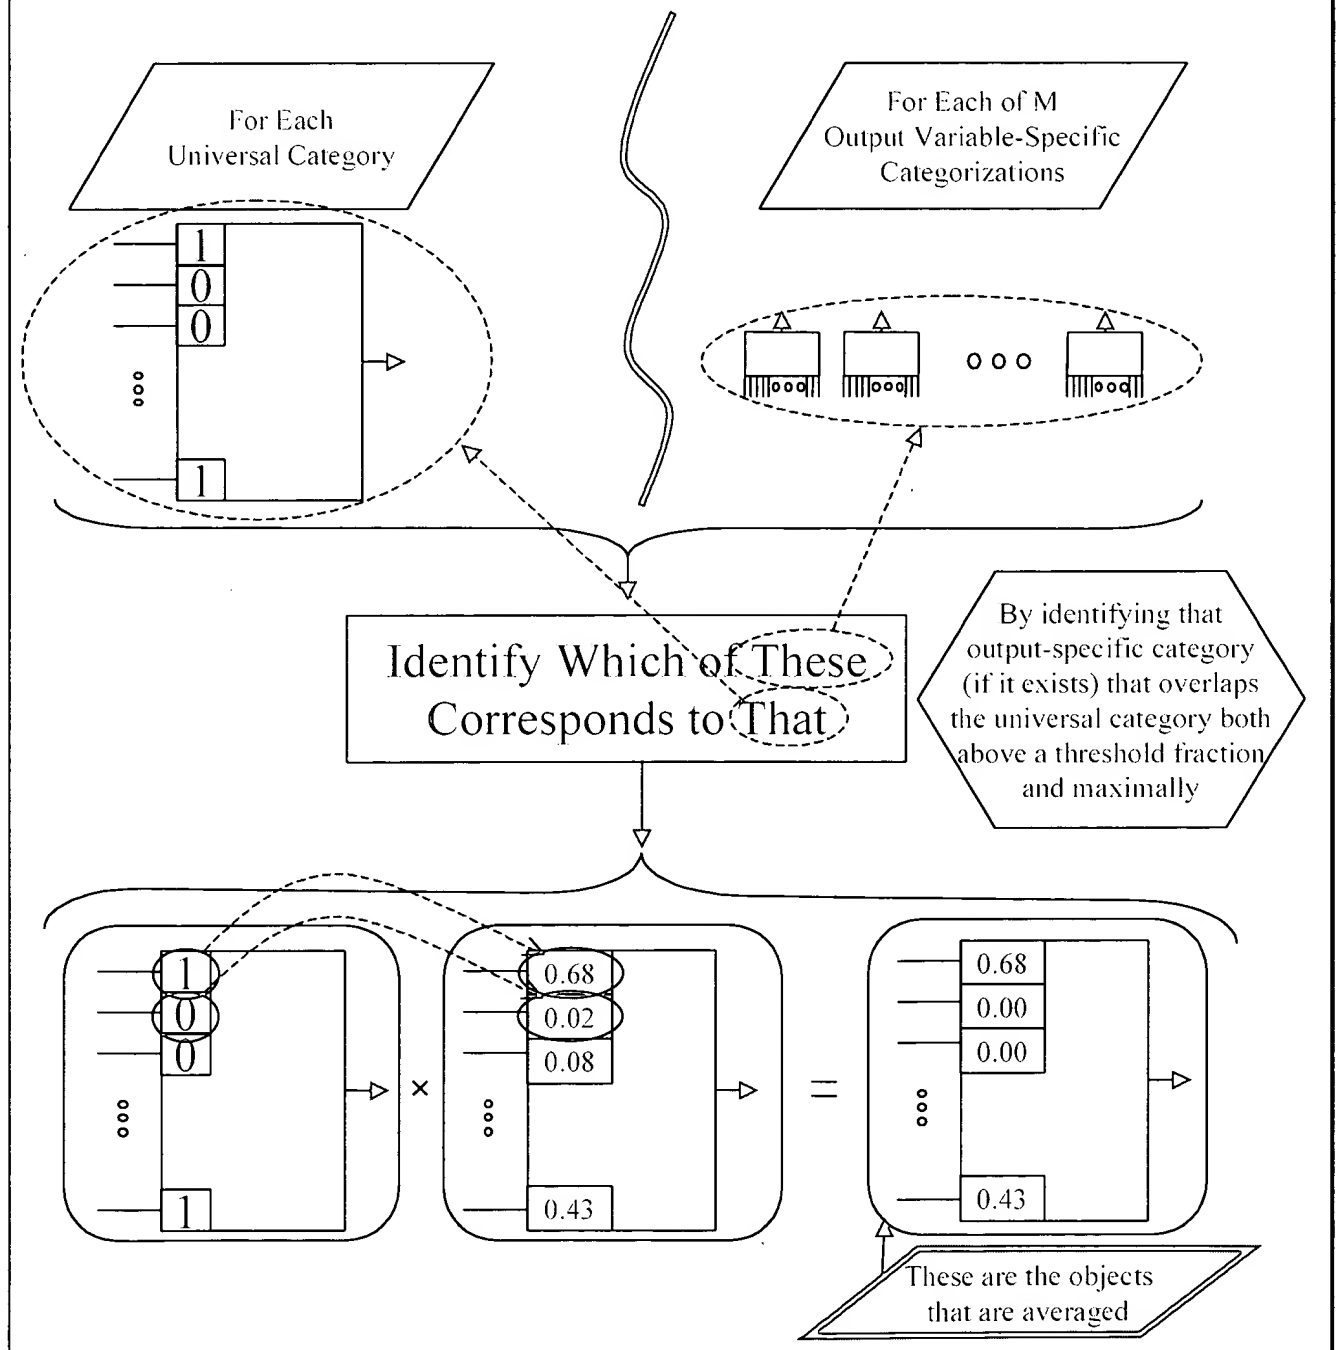 For Each
Universal Category
For Each of M
Output Variable-Specific
Categorizations
1
0
0
1
Identify Which of These
Corresponds to That
By identifying that
output-specific category
(if it exists) that overlaps
the universal category both
above a threshold fraction
and maximally
1
0
0
1
×
0.68
0.02
0.08
0.43
=
0.68
0.00
0.00
0.43
These are the objects
that are averaged